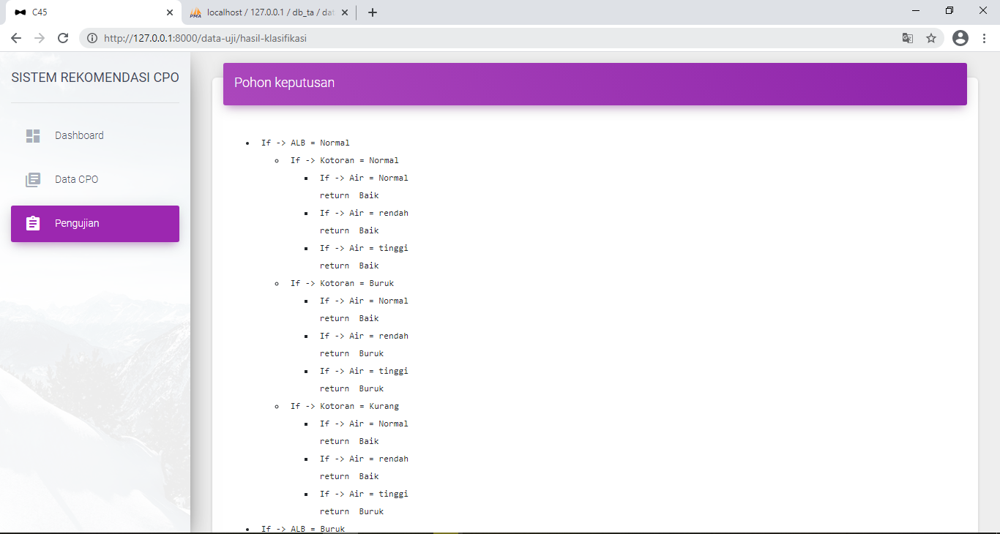 C45
PMA
localhost / 127.0.0.1 / db_ta / dat
http://127.0.0.1:8000/data-uji/hasil-klasifikasi
SISTEM REKOMENDASI CPO
Dashboard
Data CPO
Pengujian
Pohon keputusan
If -> ALB = Normal
If -> Kotoran = Normal
If -> Air = Normal
return Baik
If -> Air = rendah
return Baik
If -> Air = tinggi
return Baik
If -> Kotoran = Buruk
If -> Air = Normal
return Baik
If -> Air = rendah
return Buruk
If -> Air = tinggi
return Buruk
If -> Kotoran = Kurang
If -> Air = Normal
return Baik
If -> Air = rendah
return Baik
If -> Air = tinggi
return Buruk
If -> ALB = Buruk